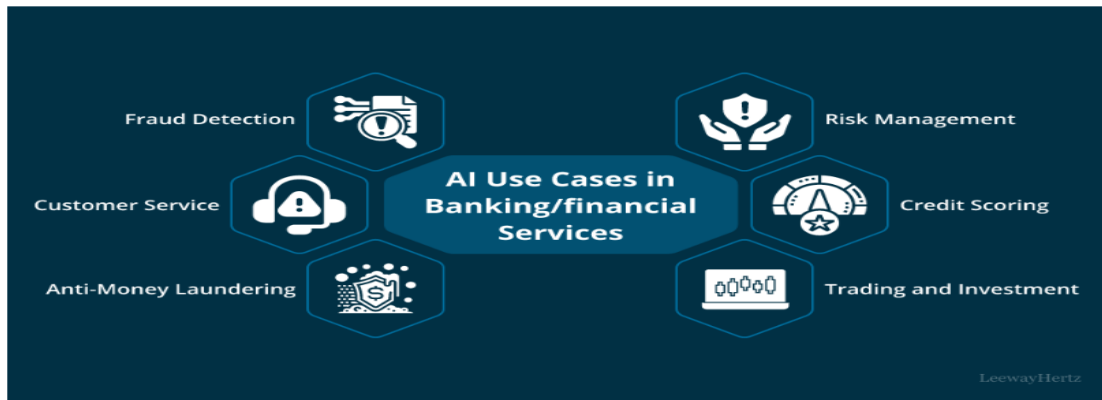 Fraud Detection
Risk Management
AI Use Cases in
Banking/financial
Services
Customer Service
Credit Scoring
Anti-Money Laundering
Trading and Investment
LeewayHertz